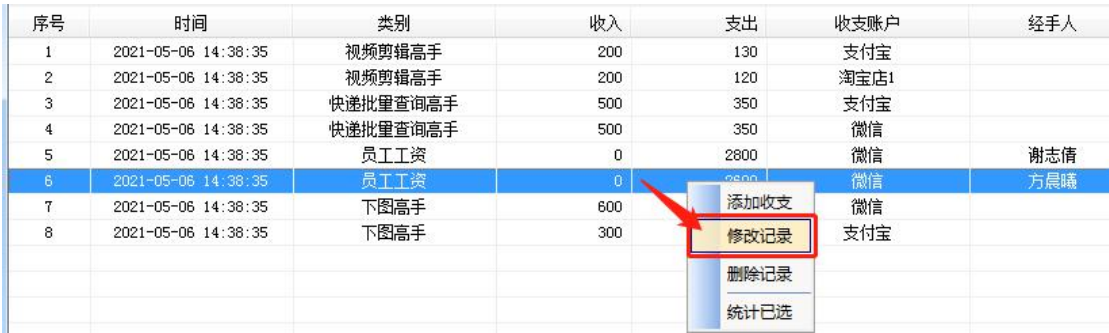 序号 时间 类别 收入 支出 收支账户 经手人
1 2021-05-06 14:38:35 视频剪辑高手 200 130 支付宝
2 2021-05-06 14:38:35 视频剪辑高手 200 120 淘宝店1
3 2021-05-06 14:38:35 快递批量查询高手 500 350 支付宝
4 2021-05-06 14:38:35 快递批量查询高手 500 350 微信
5 2021-05-06 14:38:35 员工工资 0 2800 微信 谢志倩
6 2021-05-06 14:38:35 员工工资 0 微信 方晨曦
7 2021-05-06 14:38:35 下图高手 600 微信
8 2021-05-06 14:38:35 下图高手 300 支付宝
添加收支
修改记录
删除记录
统计已选